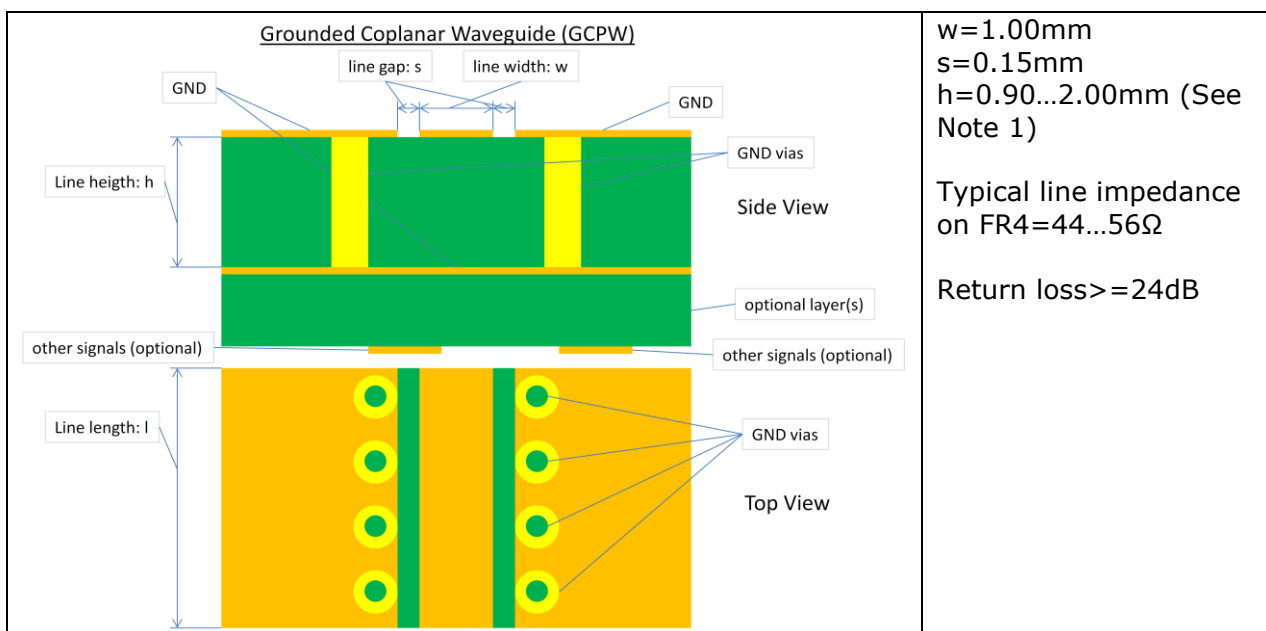 Grounded Coplanar Waveguide (GCPW)
line gap: s
line width: w
GND
GND
GND vias
Line heigth: h
Side View
optional layer(s)
other signals (optional)
other signals (optional)
Line length: l
GND vias
Top View
w=1.00mm
s=0.15mm
h=0.90...2.00mm (See
Note 1)
Typical line impedance
on FR4=44...56Ω
Return loss>=24dB